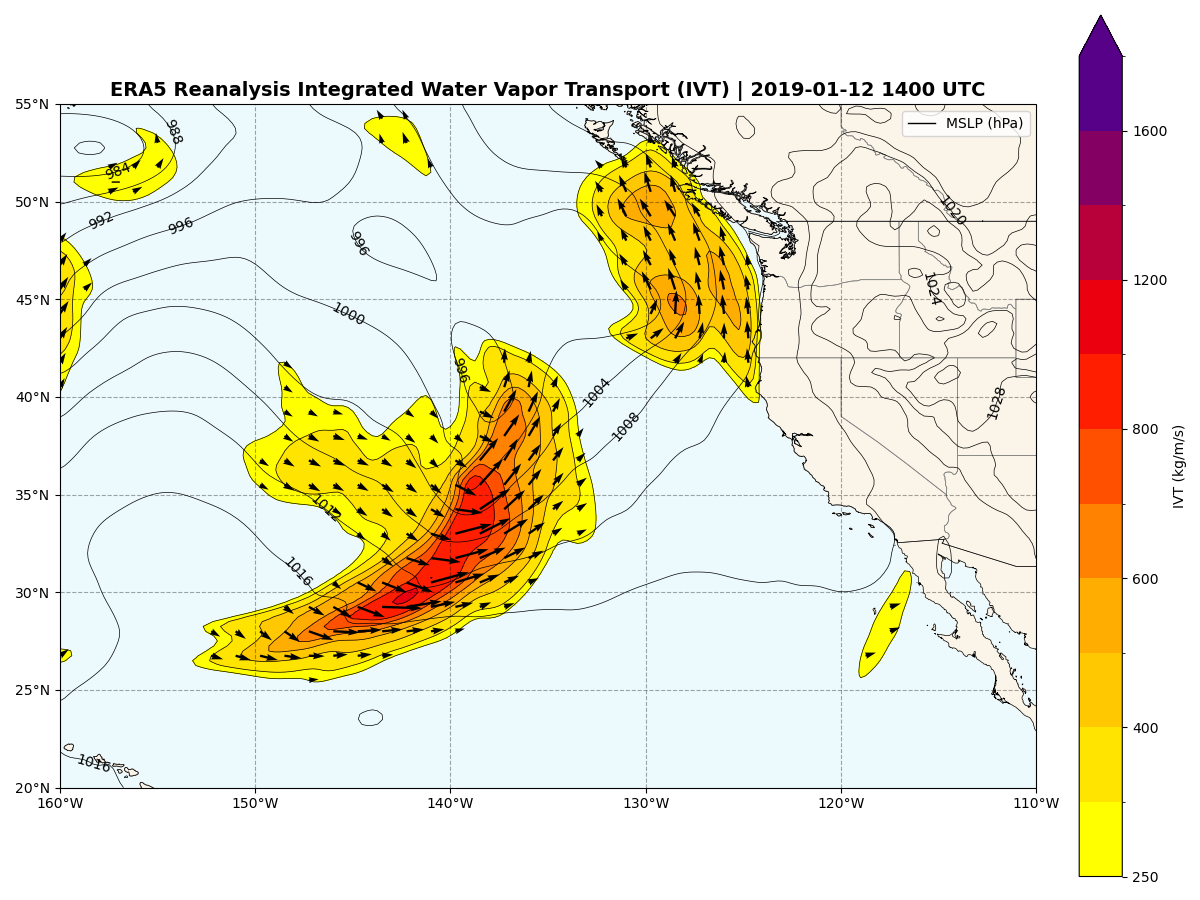 ERA5 Reanalysis Integrated Water Vapor Transport (IVT) | 2019-01-12 1400 UTC
MSLP (hPa)
55°N
50°N
45°N
40°N
35°N
30°N
25°N
20°N
160°W
150°W
140°W
130°W
120°W
110°W
988
984
992
996
996
1000
996
1004
1008
1012
1016
1016
1020
1024
1028
1600
1200
800
600
400
250
IVT (kg/m/s)